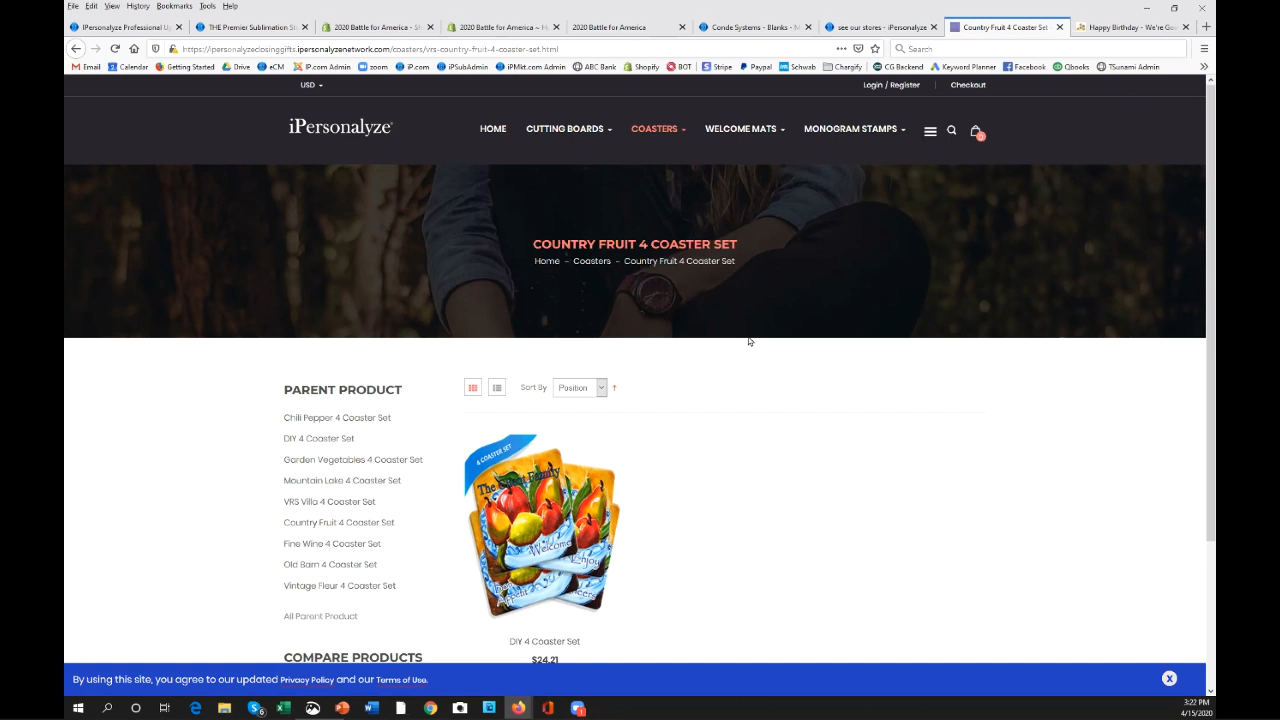 File Edit View History Bookmarks Tools Help
iPersonalyze Professional Up
THE Premier Sublimation St
2020 Battle for America - S
2020 Battle for America ~ H
2020 Battle for America
Conde Systems - Blanks - M
see our stores - iPersonalyze
Country Fruit 4 Coaster Set
Happy Birthday - We're Go
https://ipersonalyzeclosinggifts.ipersonalyzenetwork.com/coasters/vrs-country-fruit-4-coaster-set.html
Search
Email Calendar Getting Started Drive eCM IP.com Admin zoom iP.com iPSubAdmin iPMkt.com Admin ABC Bank Shopify BOT Stripe Paypal Schwab Chargify CG Backend Keyword Planner Facebook Qbooks TSunami Admin
USD
Login / Register | Checkout
iPersonalyze
HOME CUTTING BOARDS COASTERS WELCOME MATS MONOGRAM STAMPS
0
COUNTRY FRUIT 4 COASTER SET
Home – Coasters – Country Fruit 4 Coaster Set
PARENT PRODUCT
Chili Pepper 4 Coaster Set
DIY 4 Coaster Set
Garden Vegetables 4 Coaster Set
Mountain Lake 4 Coaster Set
VRS Villa 4 Coaster Set
Country Fruit 4 Coaster Set
Fine Wine 4 Coaster Set
Old Barn 4 Coaster Set
Vintage Fleur 4 Coaster Set
All Parent Product
COMPARE PRODUCTS
Sort By Position
4 COASTER SET
Welcome
Enjoy
DIY 4 Coaster Set
$24.21
By using this site, you agree to our updated Privacy Policy and our Terms of Use.
X
3:22 PM
4/15/2020